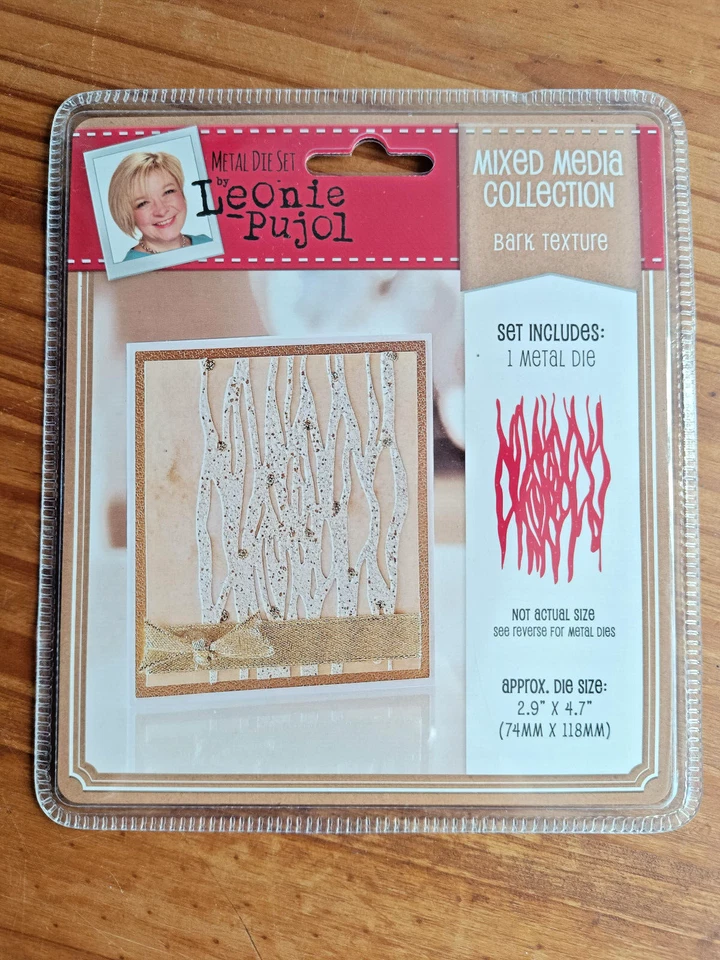 Metal Die Set
by
Leonie
Pujol
Mixed Media
Collection
Bark Texture
Set includes:
1 Metal Die
Not actual size
See reverse for metal dies
Approx. die size:
2.9" x 4.7"
(74mm x 118mm)